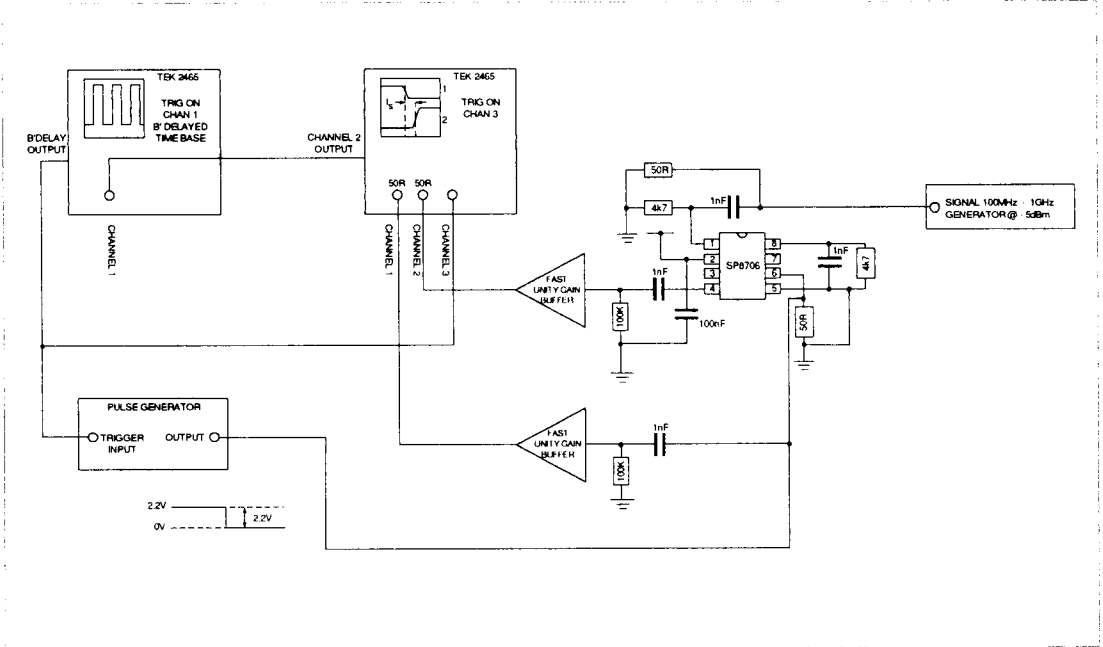 TEK 2465
TRIG ON
CHAN 1
B' DELAYED
TIME BASE
B'DELAY
OUTPUT
CHANNEL 1
TEK 2465
TRIG ON
CHAN 3
1
2
CHANNEL 2
OUTPUT
50R 50R
CHANNEL 1
CHANNEL 2
CHANNEL 3
50R
4k7
1nF
SIGNAL 100MHz - 1GHz
GENERATOR @ - 5dBm
1
2
3
4
SP8706
8
7
6
5
1nF
4k7
50R
FAST
UNITY GAIN
BUFFER
1nF
100K
100nF
PULSE GENERATOR
TRIGGER
INPUT
OUTPUT
FAST
UNITY GAIN
BUFFER
1nF
100K
2.2V
0V
2.2V